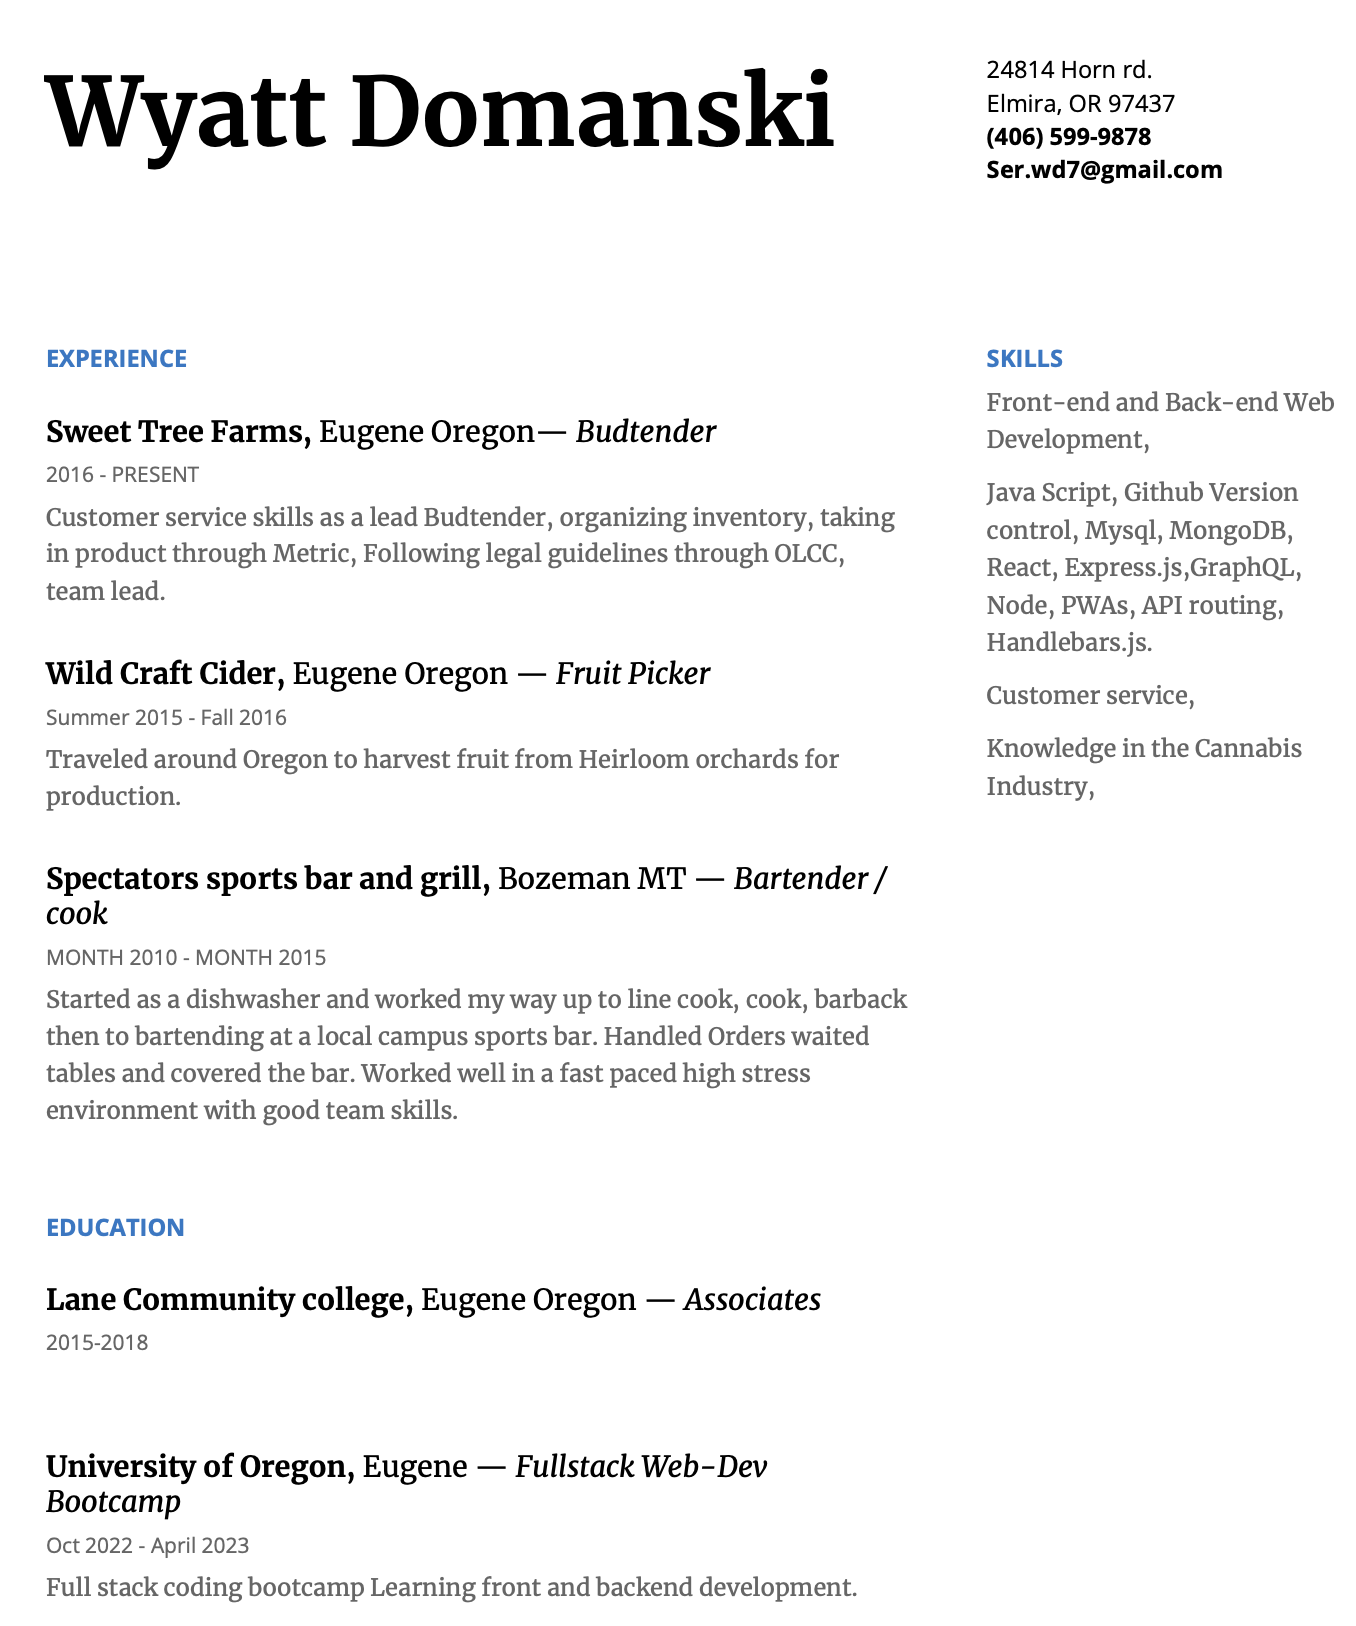 Wyatt Domanski
24814 Horn rd.
Elmira, OR 97437
(406) 599-9878
Ser.wd7@gmail.com
EXPERIENCE
Sweet Tree Farms, Eugene Oregon— Budtender
2016 - PRESENT
Customer service skills as a lead Budtender, organizing inventory, taking
in product through Metric, Following legal guidelines through OLCC,
team lead.
Wild Craft Cider, Eugene Oregon — Fruit Picker
Summer 2015 - Fall 2016
Traveled around Oregon to harvest fruit from Heirloom orchards for
production.
Spectators sports bar and grill, Bozeman MT — Bartender /
cook
MONTH 2010 - MONTH 2015
Started as a dishwasher and worked my way up to line cook, cook, barback
then to bartending at a local campus sports bar. Handled Orders waited
tables and covered the bar. Worked well in a fast paced high stress
environment with good team skills.
EDUCATION
Lane Community college, Eugene Oregon — Associates
2015-2018
University of Oregon, Eugene — Fullstack Web-Dev
Bootcamp
Oct 2022 - April 2023
Full stack coding bootcamp Learning front and backend development.
SKILLS
Front-end and Back-end Web
Development,
Java Script, Github Version
control, Mysql, MongoDB,
React, Express.js,GraphQL,
Node, PWAs, API routing,
Handlebars.js.
Customer service,
Knowledge in the Cannabis
Industry,